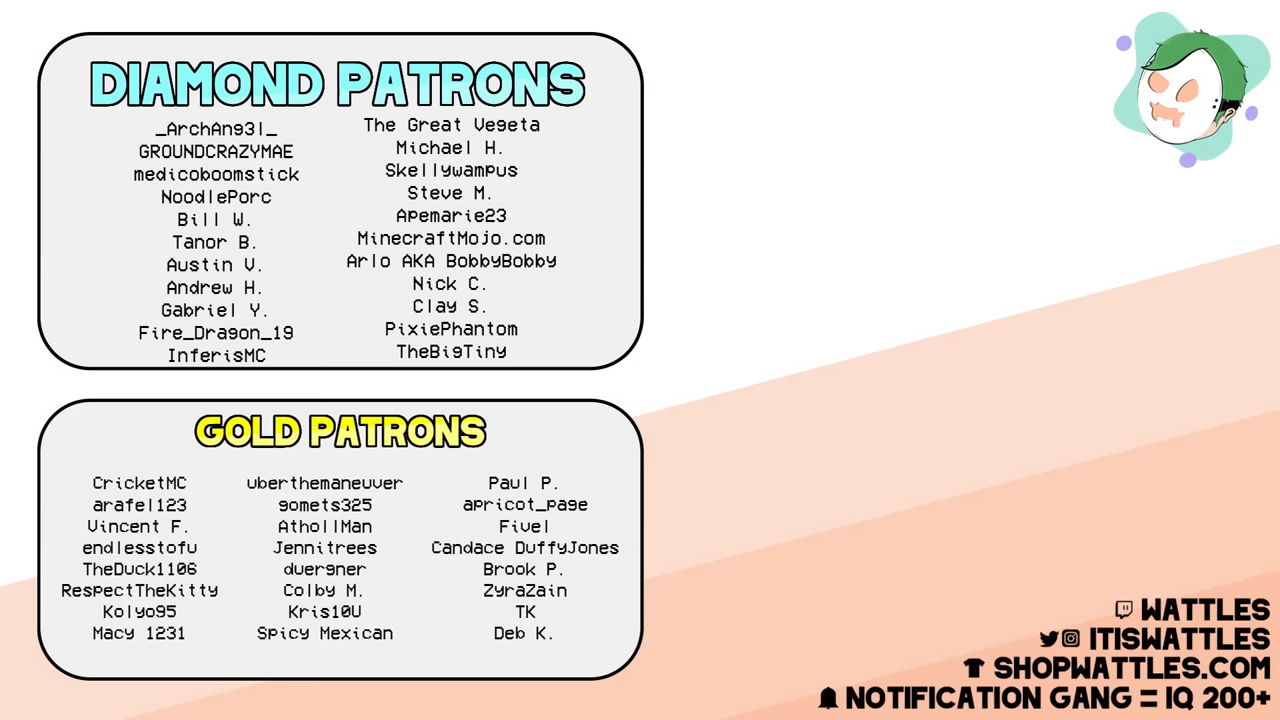 DIAMOND PATRONS
_ArchAng3l_
GROUNDCRAZYMAE
medicoboomstick
NoodlePorc
Bill W.
Tanor B.
Austin V.
Andrew H.
Gabriel Y.
Fire_Dragon_19
InferisMC
The Great Vegeta
Michael H.
Skellywampus
Steve M.
Apemarie23
MinecraftMojo.com
Arlo AKA BobbyBobby
Nick C.
Clay S.
PixiePhantom
TheBigTiny
GOLD PATRONS
CricketMC
arafel123
Vincent F.
endlesstofu
TheDuck1106
RespectTheKitty
Kolyo95
Macy 1231
uberthemaneuver
gomets325
AthollMan
Jennitrees
duergner
Colby M.
Kris10U
Spicy Mexican
Paul P.
apricot_page
Fivel
Candace DuffyJones
Brook P.
ZyraZain
TK
Deb K.
WATTLES
ITISWATTLES
SHOPWATTLES.COM
NOTIFICATION GANG = IQ 200+